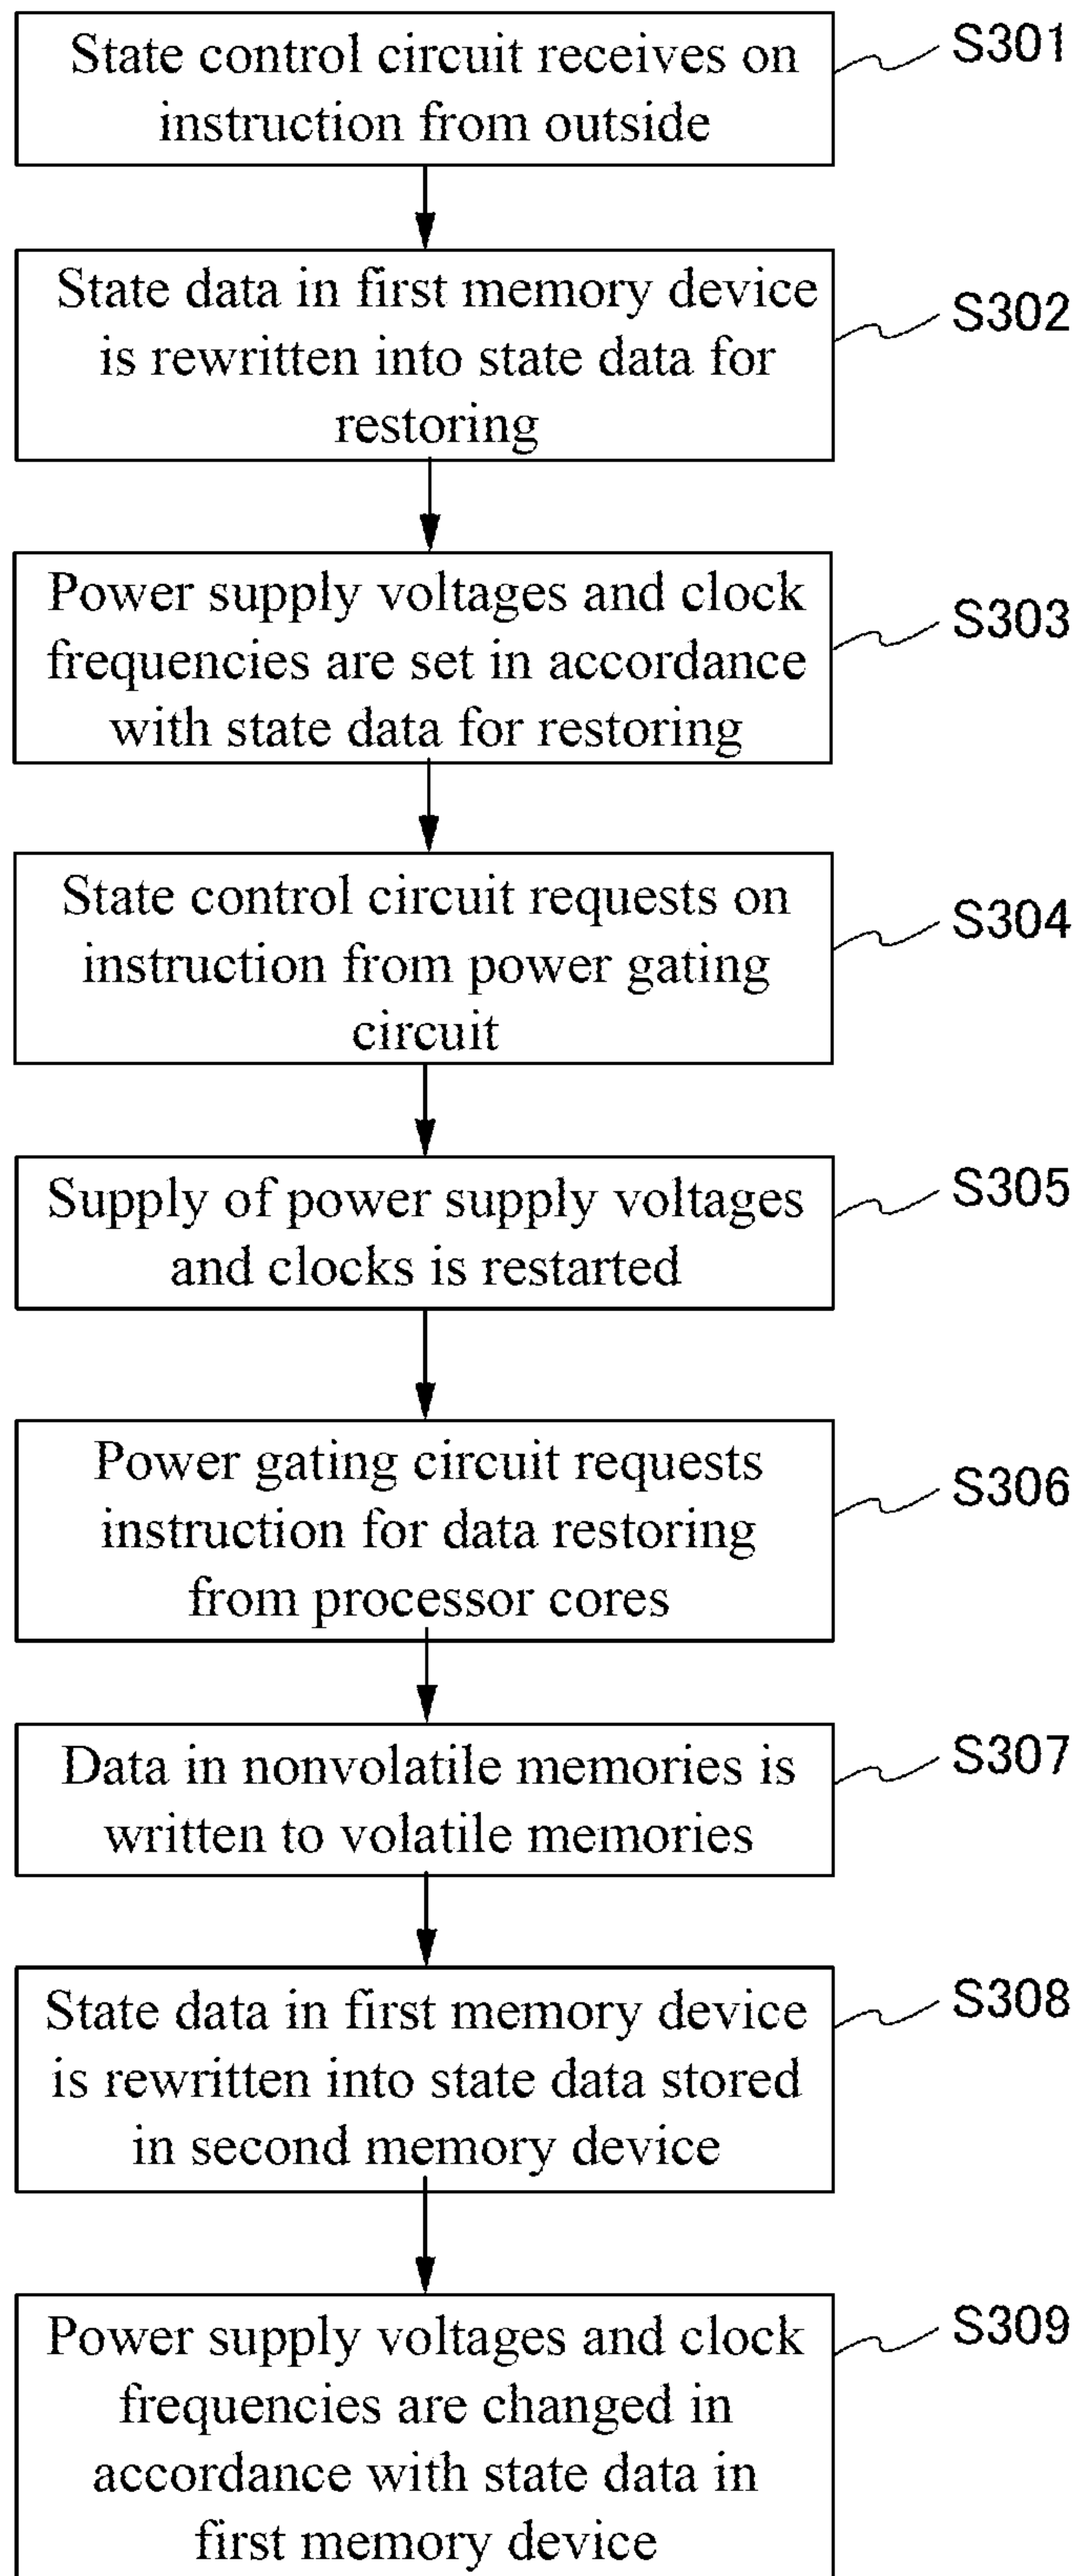 State control circuit receives on
instruction from outside
S301
State data in first memory device
is rewritten into state data for
restoring
S302
Power supply voltages and clock
frequencies are set in accordance
with state data for restoring
S303
State control circuit requests on
instruction from power gating
circuit
S304
Supply of power supply voltages
and clocks is restarted
S305
Power gating circuit requests
instruction for data restoring
from processor cores
S306
Data in nonvolatile memories is
written to volatile memories
S307
State data in first memory device
is rewritten into state data stored
in second memory device
S308
Power supply voltages and clock
frequencies are changed in
accordance with state data in
first memory device
S309